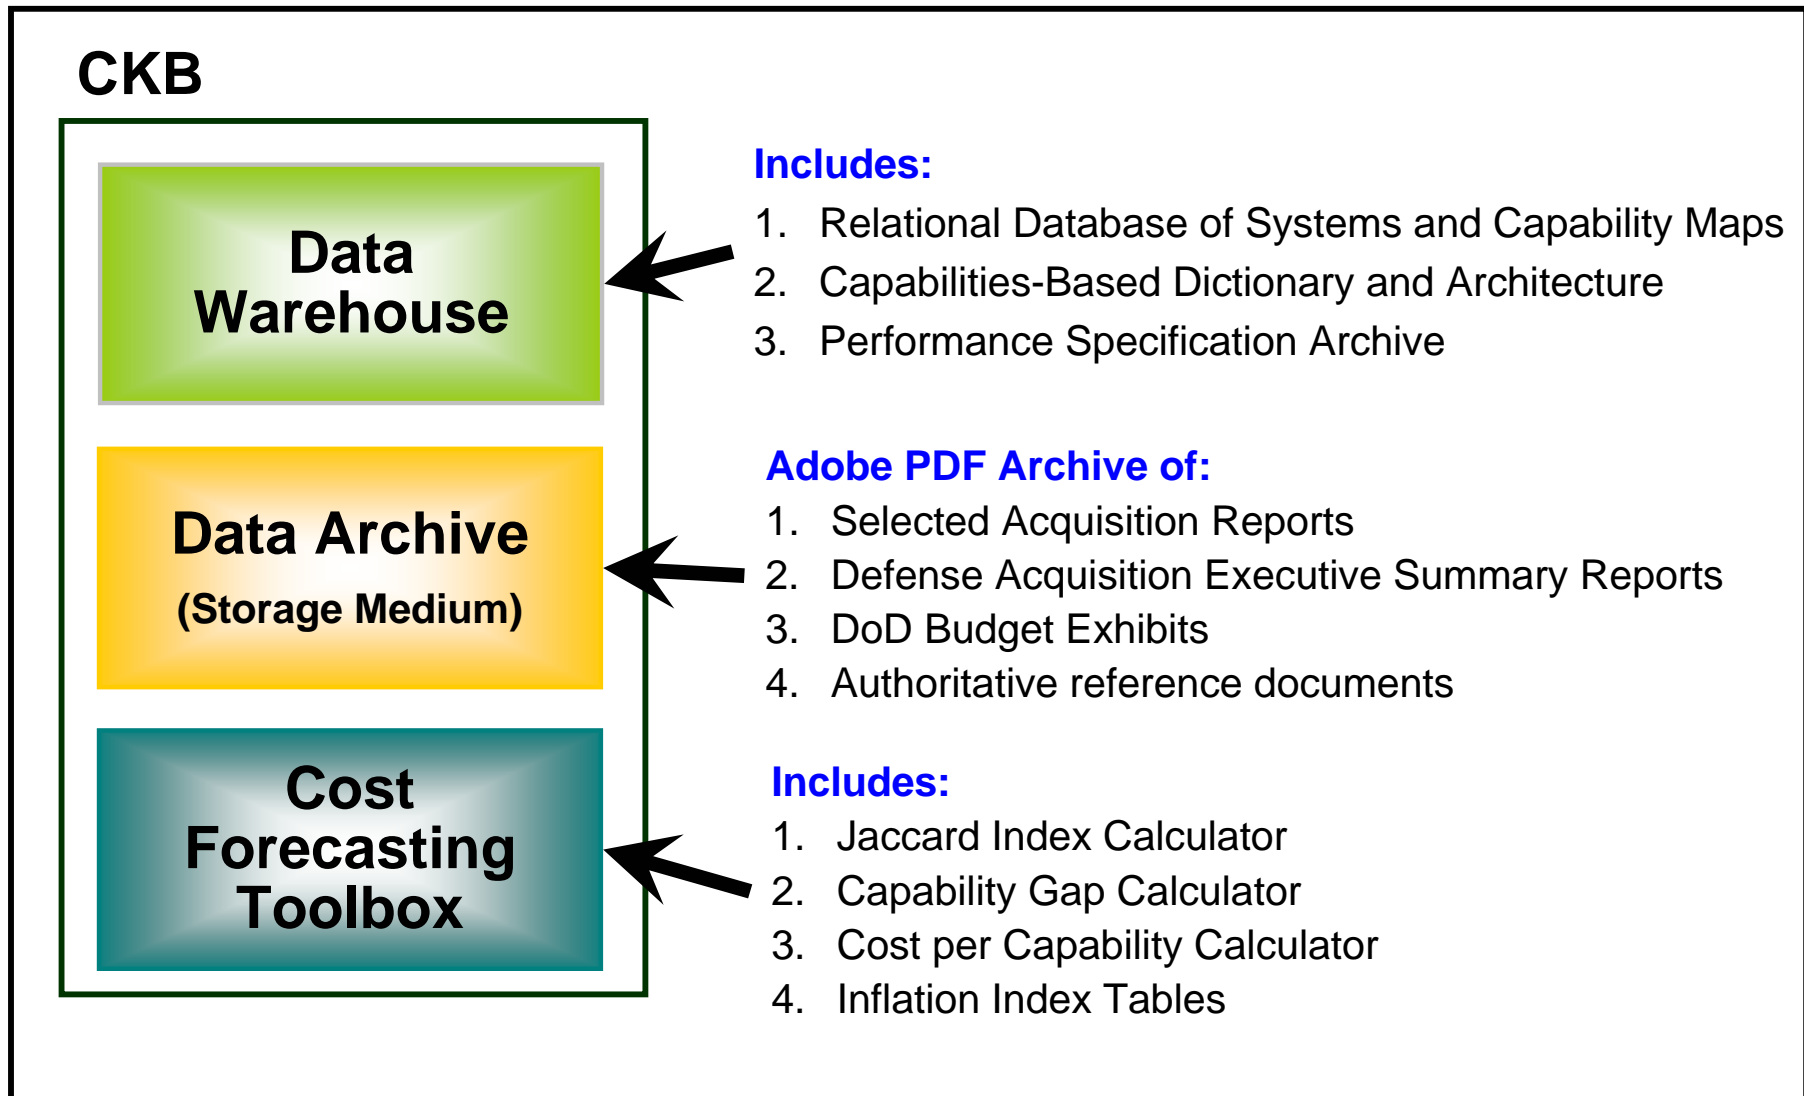 CKB
Data
Warehouse
Includes:
1. Relational Database of Systems and Capability Maps
2. Capabilities-Based Dictionary and Architecture
3. Performance Specification Archive
Data Archive
(Storage Medium)
Adobe PDF Archive of:
1. Selected Acquisition Reports
2. Defense Acquisition Executive Summary Reports
3. DoD Budget Exhibits
4. Authoritative reference documents
Cost
Forecasting
Toolbox
Includes:
1. Jaccard Index Calculator
2. Capability Gap Calculator
3. Cost per Capability Calculator
4. Inflation Index Tables